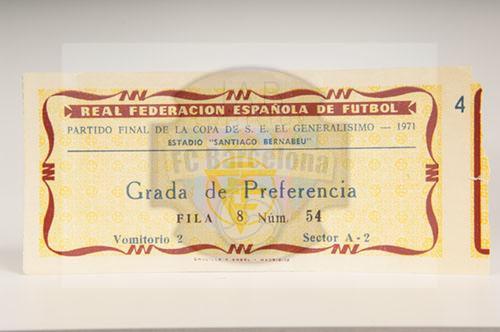 REAL FEDERACION ESPAÑOLA DE FUTBOL
PARTIDO FINAL DE LA COPA DE S. E. EL GENERALISIMO — 1971
ESTADIO "SANTIAGO BERNABEU"
FC Barcelona
Grada de Preferencia
FILA 8 Núm. 54
Vomitorio 2 Sector A - 2
4